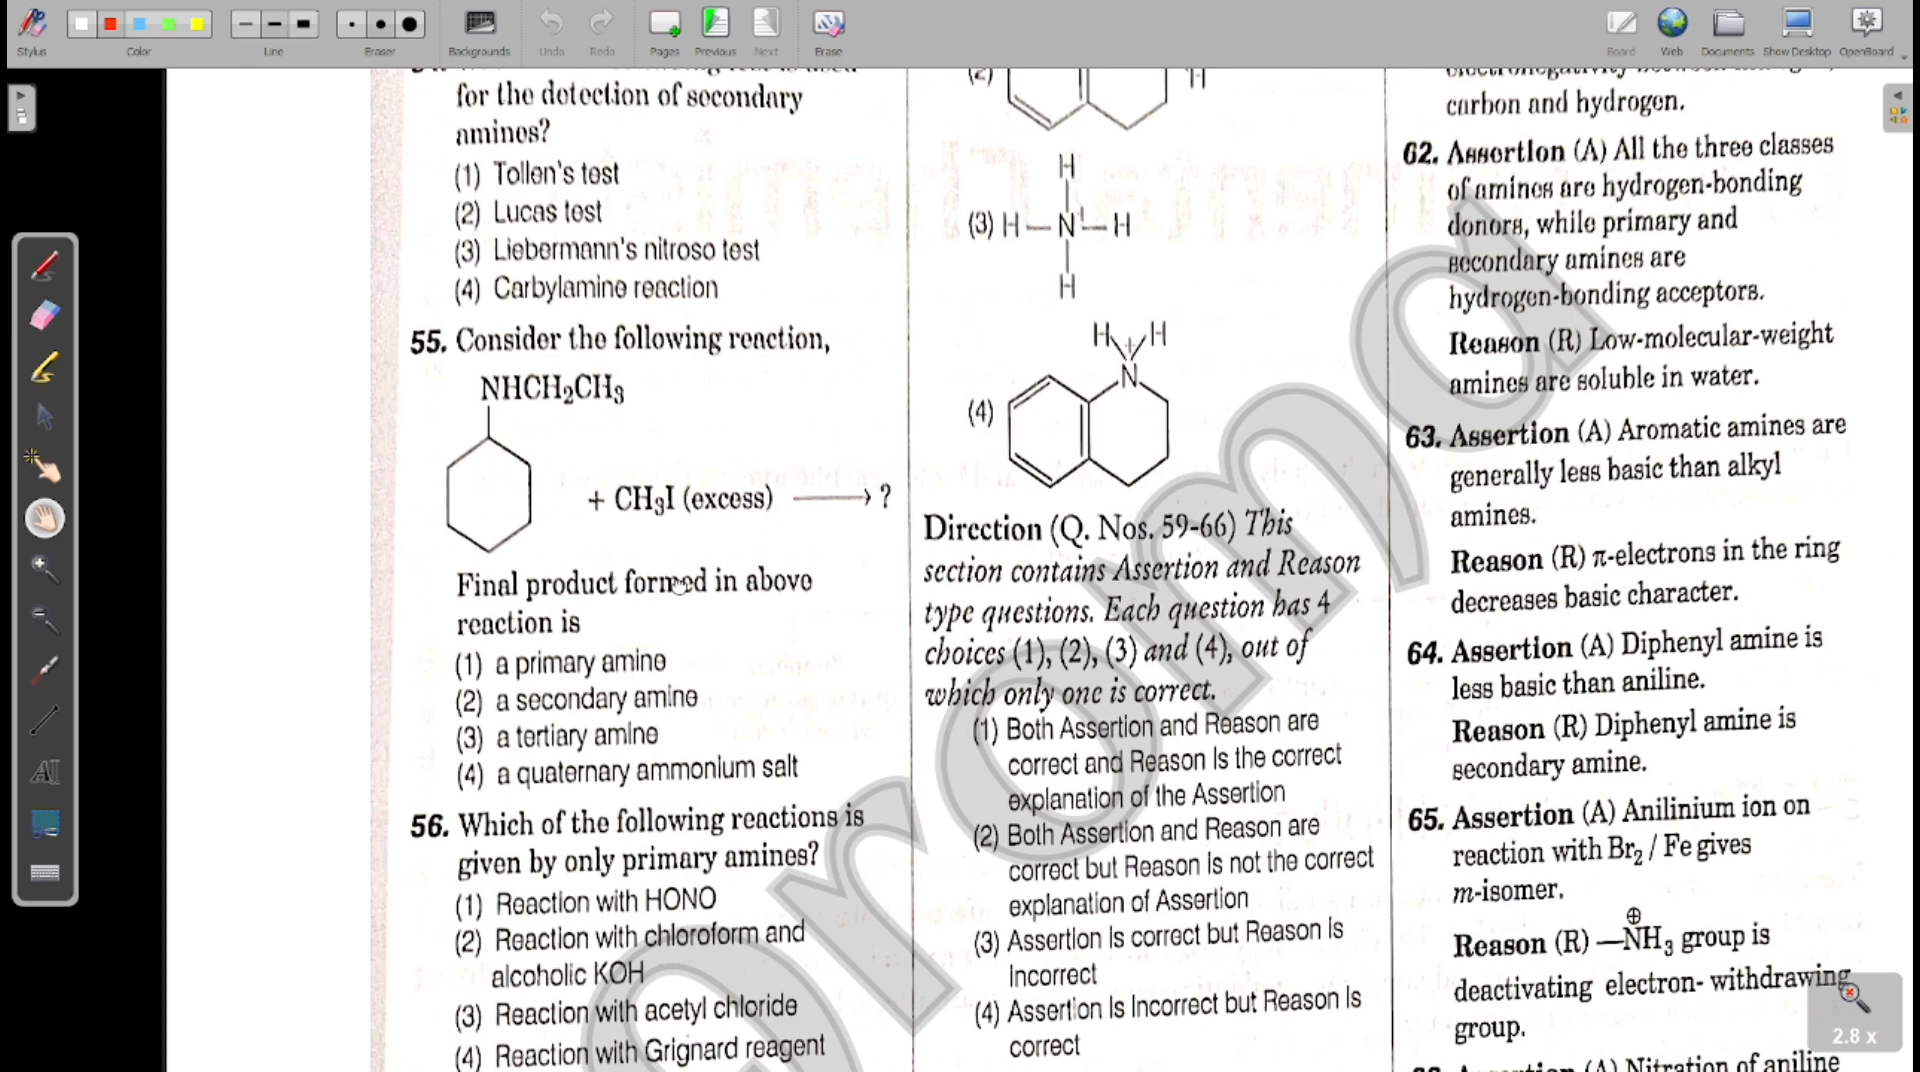 Stylus
Color
Line
Eraser
Backgrounds
Undo
Redo
Pages
Previous
Next
Erase
Board
Web
Documents
Show Desktop
OpenBoard
for the detection of secondary
amines?
(1) Tollen's test
(2) Lucas test
(3) Liebermann's nitroso test
(4) Carbylamine reaction
55. Consider the following reaction,
NHCH2CH3
+ CH3I (excess) ⟶ ?
Final product formed in above
reaction is
(1) a primary amine
(2) a secondary amine
(3) a tertiary amine
(4) a quaternary ammonium salt
56. Which of the following reactions is
given by only primary amines?
(1) Reaction with HONO
(2) Reaction with chloroform and
alcoholic KOH
(3) Reaction with acetyl chloride
(4) Reaction with Grignard reagent
(2)
H
H
(3) H—N+—H
H
H H
+
N
(4)
Direction (Q. Nos. 59-66) This
section contains Assertion and Reason
type questions. Each question has 4
choices (1), (2), (3) and (4), out of
which only one is correct.
(1) Both Assertion and Reason are
correct and Reason is the correct
explanation of the Assertion
(2) Both Assertion and Reason are
correct but Reason is not the correct
explanation of Assertion
(3) Assertion is correct but Reason is
incorrect
(4) Assertion is incorrect but Reason is
correct
carbon and hydrogen.
62. Assertion (A) All the three classes
of amines are hydrogen-bonding
donors, while primary and
secondary amines are
hydrogen-bonding acceptors.
Reason (R) Low-molecular-weight
amines are soluble in water.
63. Assertion (A) Aromatic amines are
generally less basic than alkyl
amines.
Reason (R) π-electrons in the ring
decreases basic character.
64. Assertion (A) Diphenyl amine is
less basic than aniline.
Reason (R) Diphenyl amine is
secondary amine.
65. Assertion (A) Anilinium ion on
reaction with Br2 / Fe gives
m-isomer.
⊕
Reason (R) —NH3 group is
deactivating electron- withdrawing
group.
Assertion (A) Nitration of aniline
2.8 x